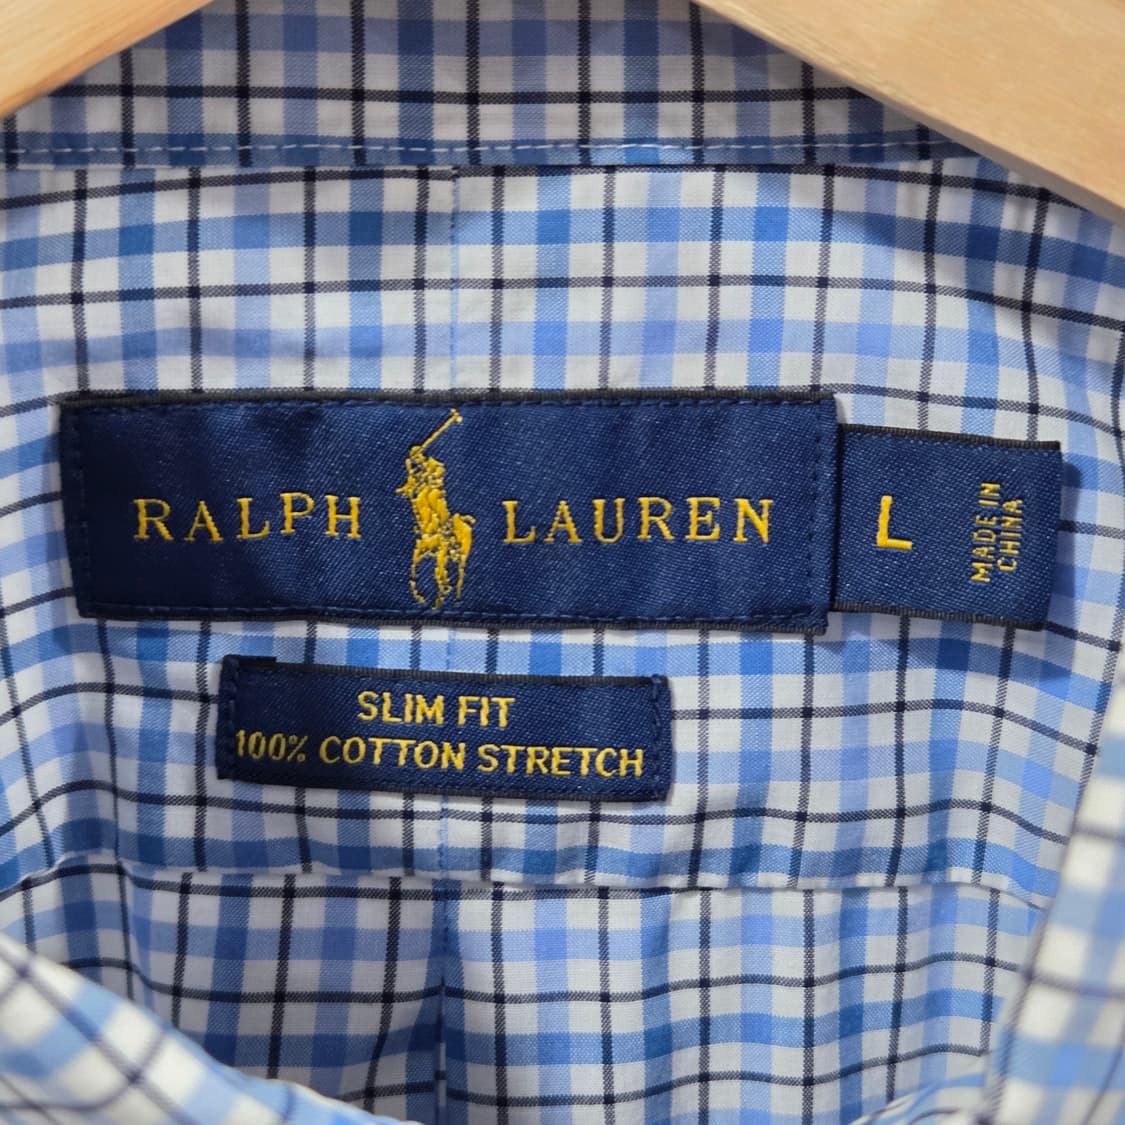 RALPH LAUREN
L
MADE IN
CHINA
SLIM FIT
100% COTTON STRETCH